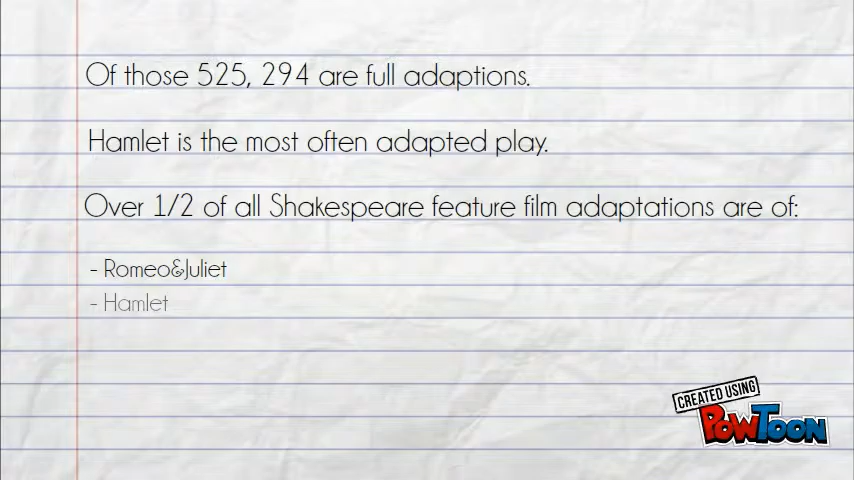 Of those 525, 294 are full adaptions.
Hamlet is the most often adapted play.
Over 1/2 of all Shakespeare feature film adaptations are of:
- Romeo&Juliet
- Hamlet
CREATED USING
POWTOON